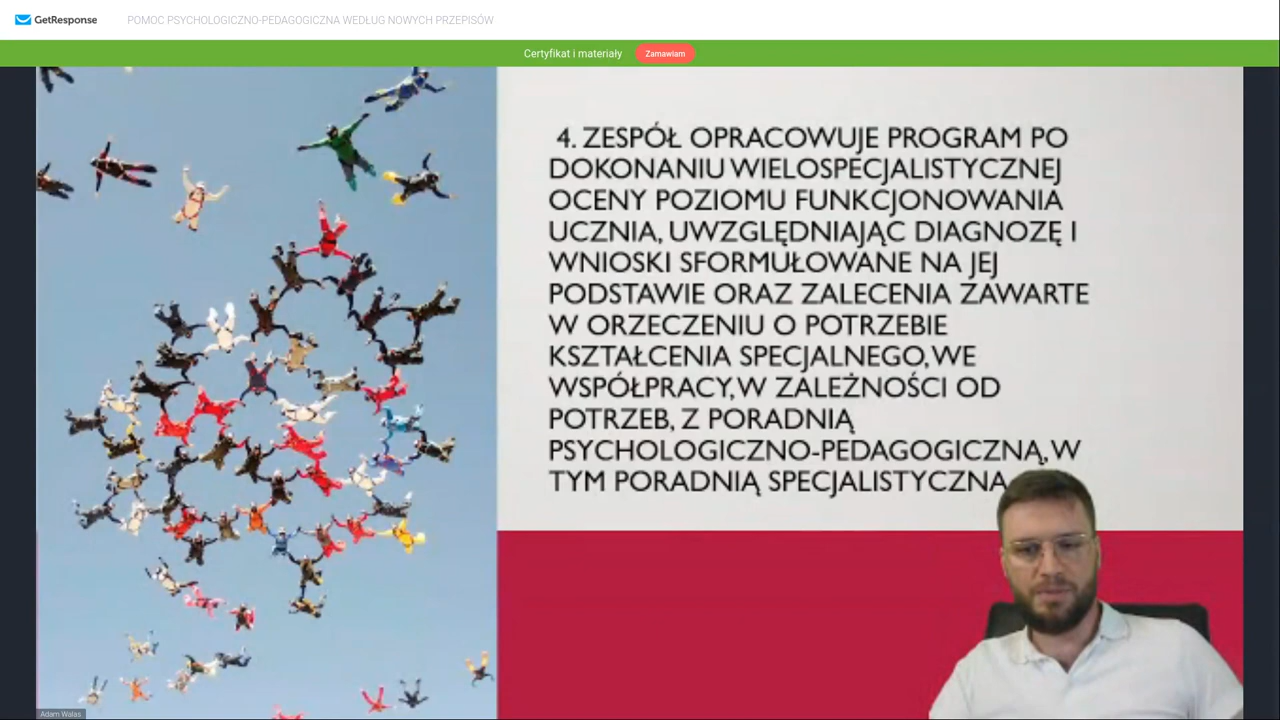 GetResponse
POMOC PSYCHOLOGICZNO-PEDAGOGICZNA WEDŁUG NOWYCH PRZEPISÓW
Certyfikat i materiały
Zamawiam
4. ZESPÓŁ OPRACOWUJE PROGRAM PO
DOKONANIU WIELOSPECJALISTYCZNEJ
OCENY POZIOMU FUNKCJONOWANIA
UCZNIA, UWZGLĘDNIAJĄC DIAGNOZĘ I
WNIOSKI SFORMUŁOWANE NA JEJ
PODSTAWIE ORAZ ZALECENIA ZAWARTE
W ORZECZENIU O POTRZEBIE
KSZTAŁCENIA SPECJALNEGO, WE
WSPÓŁPRACY, W ZALEŻNOŚCI OD
POTRZEB, Z PORADNIĄ
PSYCHOLOGICZNO-PEDAGOGICZNĄ, W
TYM PORADNIĄ SPECJALISTYCZNĄ
Adam Walas